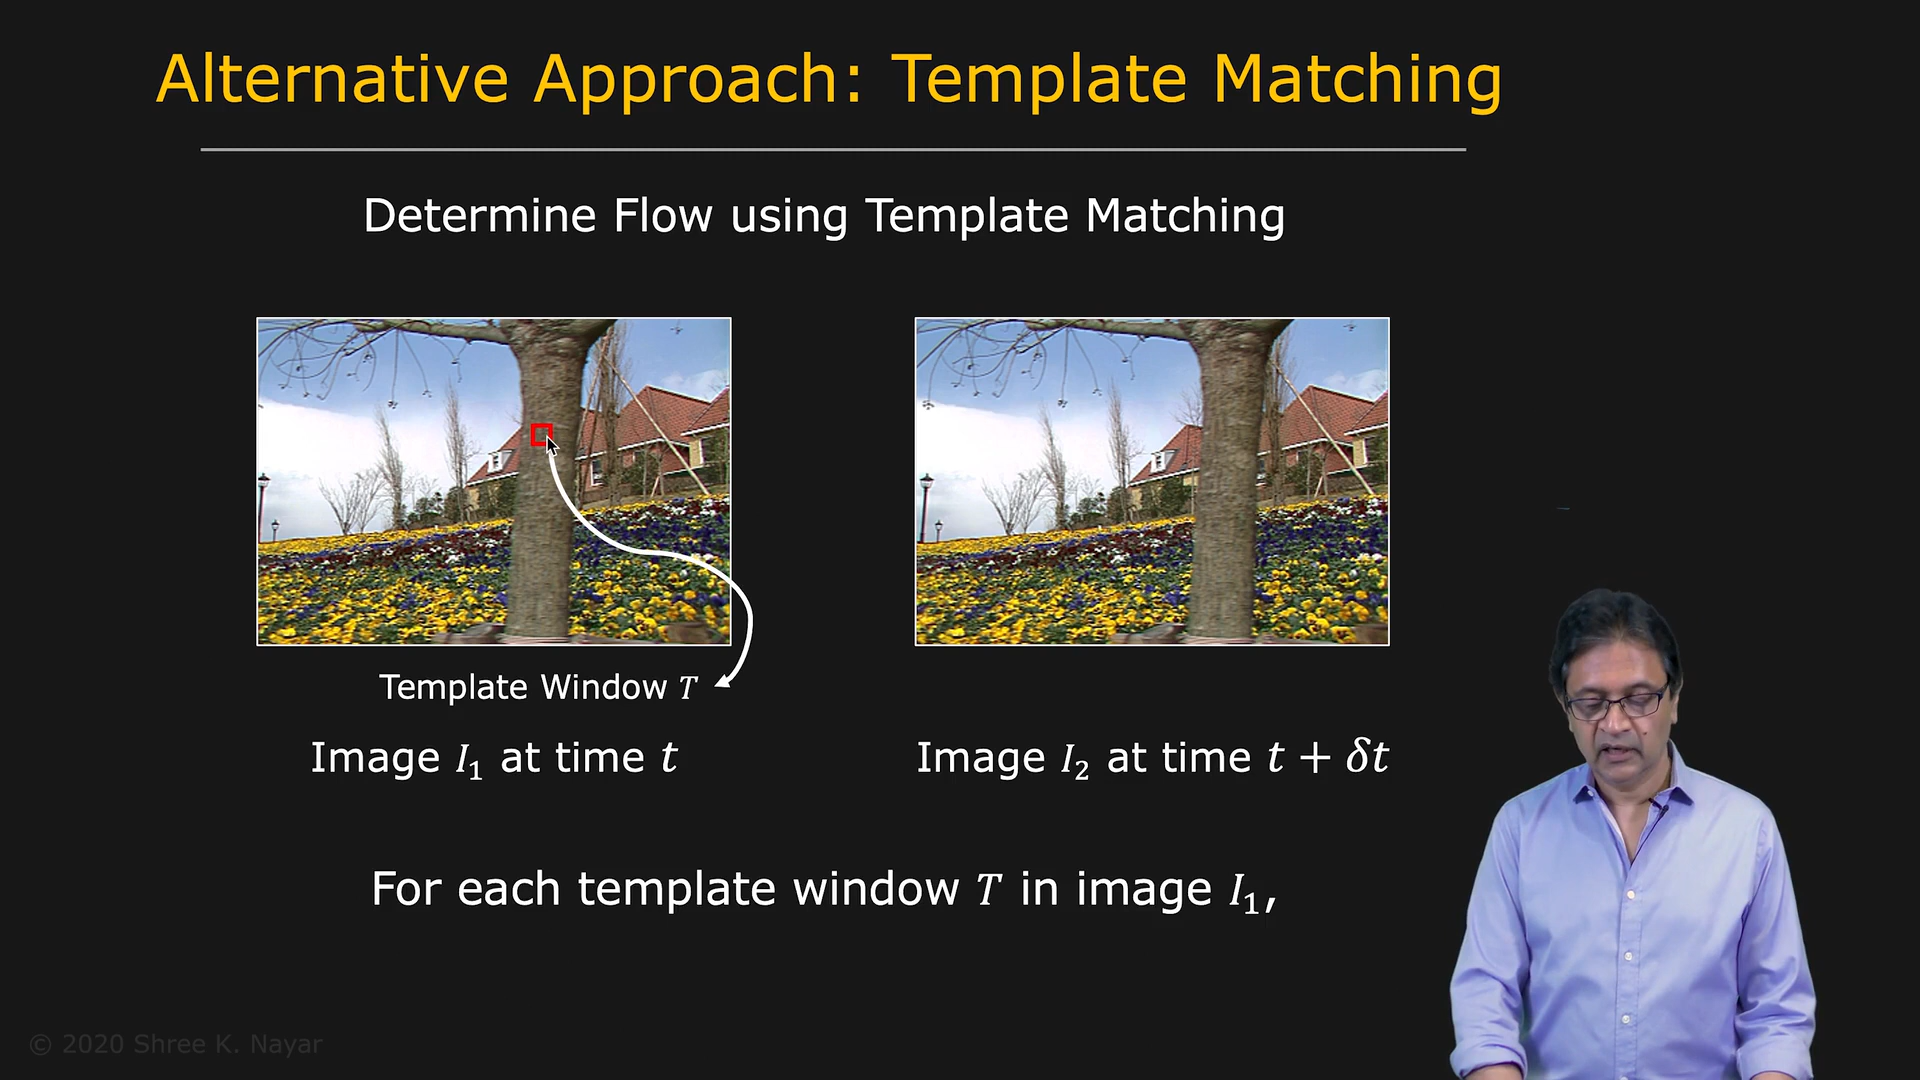 Alternative Approach: Template Matching
Determine Flow using Template Matching
Template Window T
Image I₁ at time t
Image I₂ at time t + δt
For each template window T in image I₁,
© 2020 Shree K. Nayar